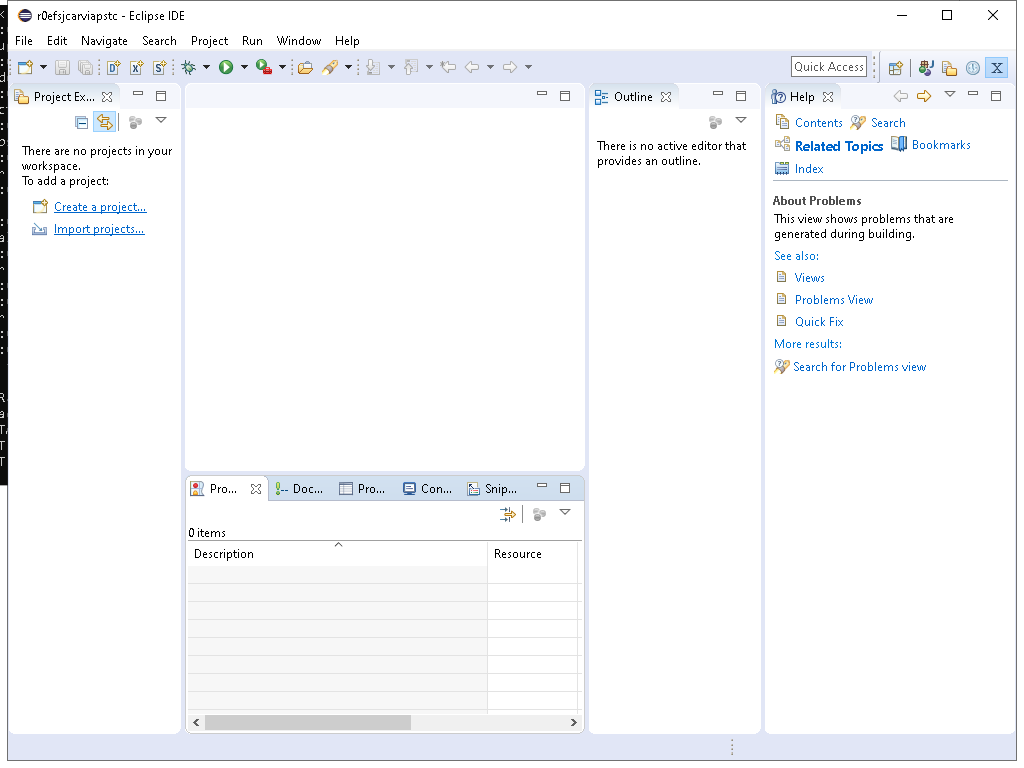 r0efsjcarviapstc - Eclipse IDE
File Edit Navigate Search Project Run Window Help
Quick Access
Project Ex...
There are no projects in your
workspace.
To add a project:
Create a project...
Import projects...
Outline
There is no active editor that
provides an outline.
Help
Contents Search
Related Topics Bookmarks
Index
About Problems
This view shows problems that are
generated during building.
See also:
Views
Problems View
Quick Fix
More results:
Search for Problems view
Pro... Doc... Pro... Con... Snip...
0 items
Description Resource